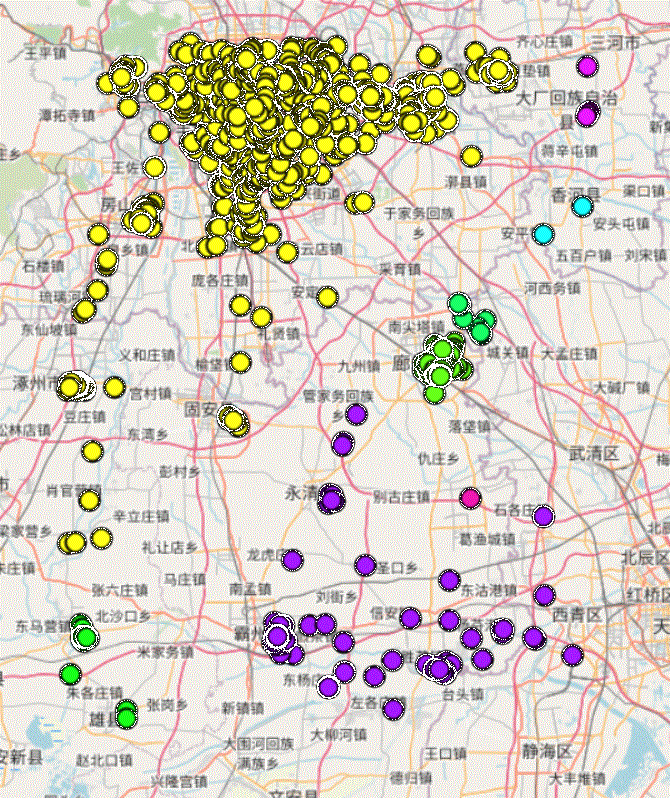 王平镇
齐心庄镇
三河市
潭柘寺镇
大厂回族自治
县
蒋辛屯镇
王佐
漷县镇
香河县
渠口镇
房山
于家务回族
乡
安头屯镇
安平
云店镇
石楼镇
采育镇
五百户镇
刘宋镇
庞各庄镇
安定
河西务镇
琉璃河
东仙坡镇
南尖塔镇
礼贤镇
义和庄镇
榆垡镇
九州镇
廊
城关镇
大孟庄镇
涿州市
宫村镇
管家务回族
乡
大碱厂镇
豆庄镇
固安
松林店镇
东湾乡
落垡镇
武清区
彭村乡
仇庄乡
肖官营镇
永清
别古庄镇
石各庄
辛立庄镇
礼让店乡
葛渔城镇
龙虎庄
北辰区
马庄镇
圣口乡
张六庄镇
南孟镇
刘街乡
东沽港镇
红桥区
北沙口乡
信安镇
西青区
东马营镇
霸
米家务镇
东杨庄
朱各庄镇
台头镇
张岗乡
左各庄镇
雄县
新镇镇
大柳河镇
大围河回族
满族乡
王口镇
静海区
安新县
赵北口镇
兴隆宫镇
德归镇
大丰堆镇
文安县